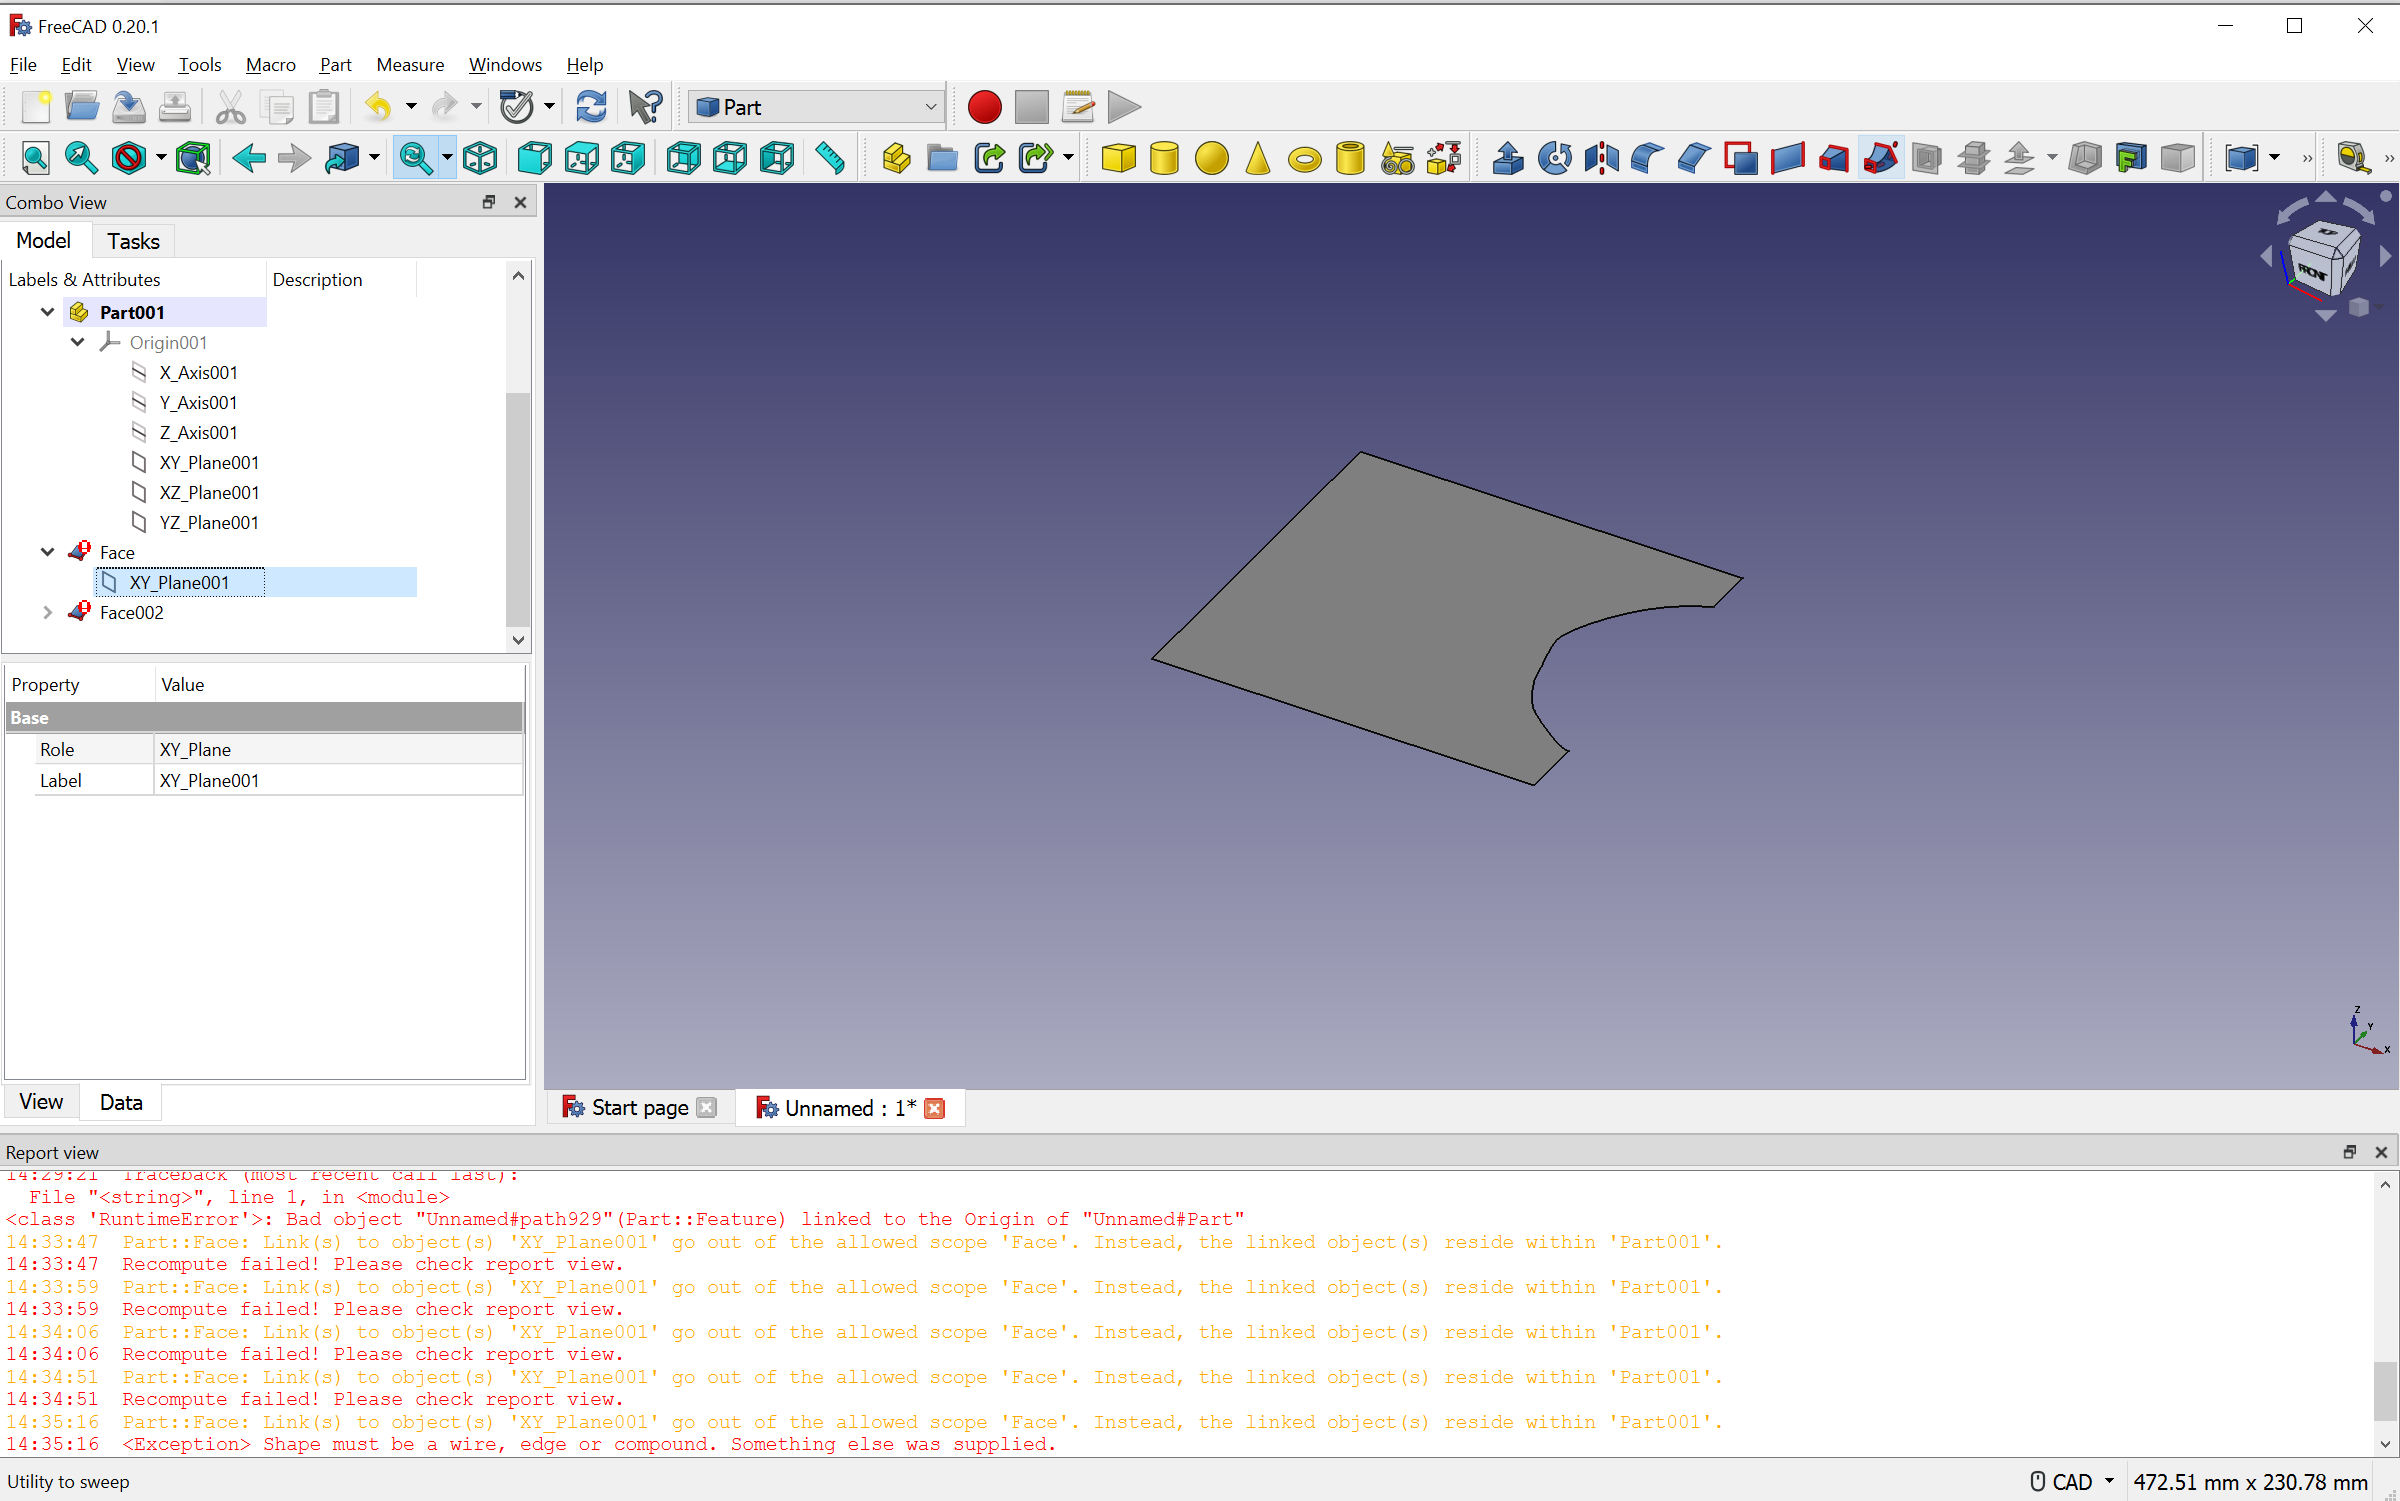 FreeCAD 0.20.1
File Edit View Tools Macro Part Measure Windows Help
Part
Combo View
Model Tasks
Labels & Attributes Description
Part001
Origin001
X_Axis001
Y_Axis001
Z_Axis001
XY_Plane001
XZ_Plane001
YZ_Plane001
Face
XY_Plane001
Face002
Property Value
Base
Role XY_Plane
Label XY_Plane001
View Data
TOP
FRONT
Z
Y
X
Start page
Unnamed : 1*
Report view
14:29:21 Traceback (most recent call last):
File "<string>", line 1, in <module>
<class 'RuntimeError'>: Bad object "Unnamed#path929"(Part::Feature) linked to the Origin of "Unnamed#Part"
14:33:47 Part::Face: Link(s) to object(s) 'XY_Plane001' go out of the allowed scope 'Face'. Instead, the linked object(s) reside within 'Part001'.
14:33:47 Recompute failed! Please check report view.
14:33:59 Part::Face: Link(s) to object(s) 'XY_Plane001' go out of the allowed scope 'Face'. Instead, the linked object(s) reside within 'Part001'.
14:33:59 Recompute failed! Please check report view.
14:34:06 Part::Face: Link(s) to object(s) 'XY_Plane001' go out of the allowed scope 'Face'. Instead, the linked object(s) reside within 'Part001'.
14:34:06 Recompute failed! Please check report view.
14:34:51 Part::Face: Link(s) to object(s) 'XY_Plane001' go out of the allowed scope 'Face'. Instead, the linked object(s) reside within 'Part001'.
14:34:51 Recompute failed! Please check report view.
14:35:16 Part::Face: Link(s) to object(s) 'XY_Plane001' go out of the allowed scope 'Face'. Instead, the linked object(s) reside within 'Part001'.
14:35:16 <Exception> Shape must be a wire, edge or compound. Something else was supplied.
Utility to sweep
CAD
472.51 mm x 230.78 mm